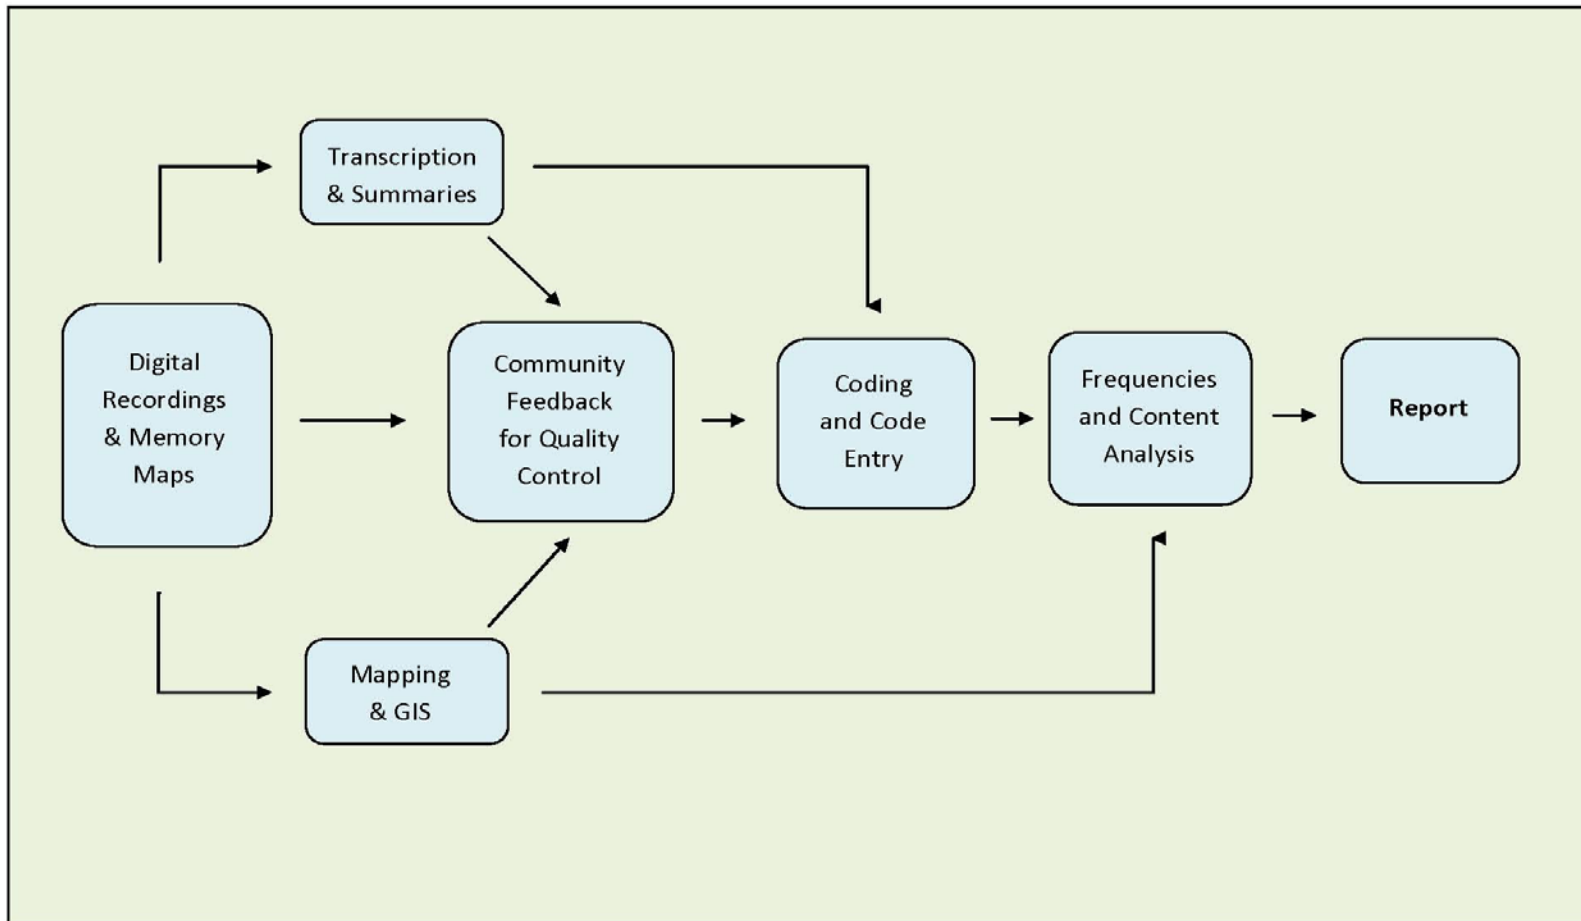 Transcription
& Summaries
Digital
Recordings
& Memory
Maps
Community
Feedback
for Quality
Control
Coding
and Code
Entry
Frequencies
and Content
Analysis
Report
Mapping
& GIS